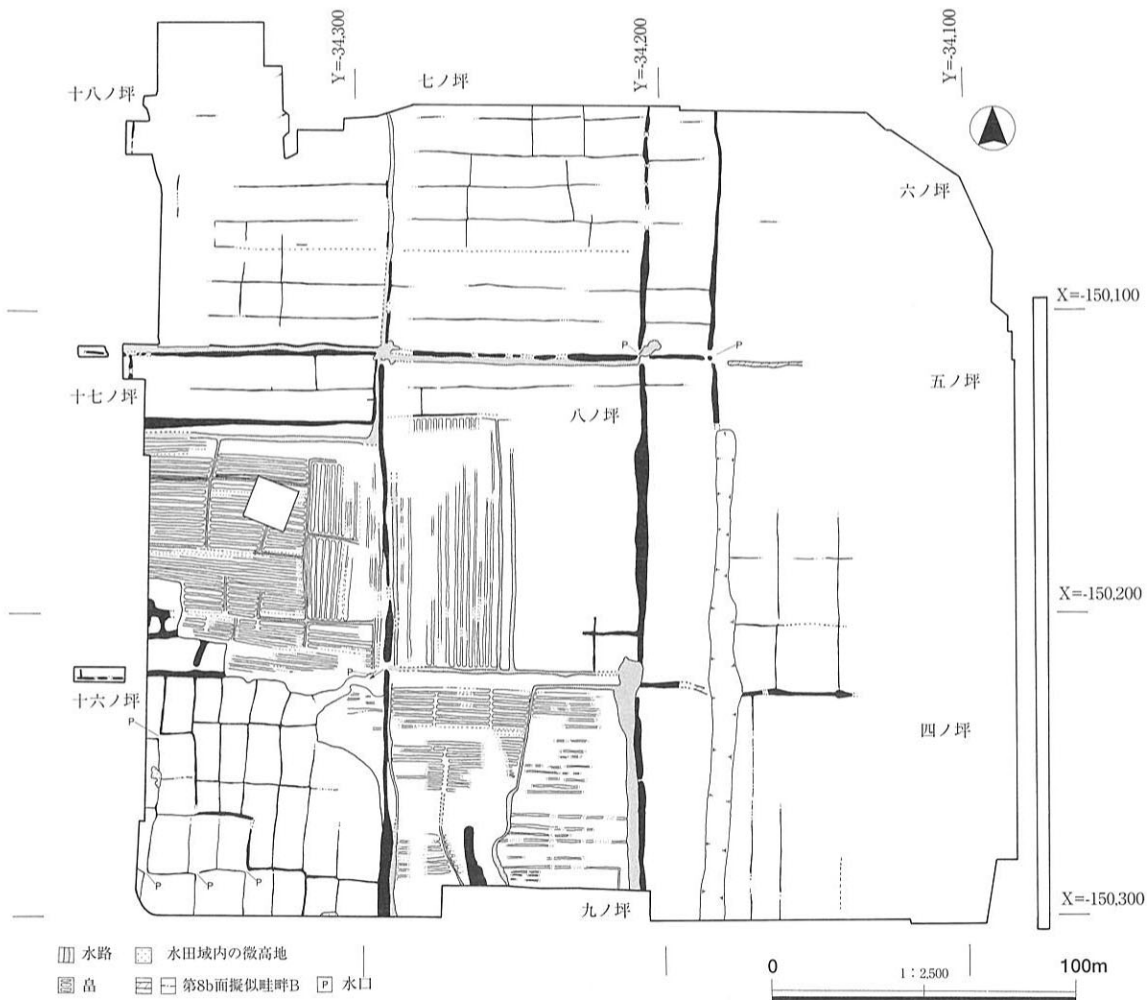 Y=-34,300
Y=-34,200
Y=-34,100
七ノ坪
十八ノ坪
六ノ坪
X=-150,100
P
P
十七ノ坪
八ノ坪
五ノ坪
X=-150,200
P
十六ノ坪
P
四ノ坪
P
P
P
九ノ坪
X=-150,300
水路
水田域内の微高地
畠
第8b面擬似畦畔B
P 水口
0
1:2,500
100m